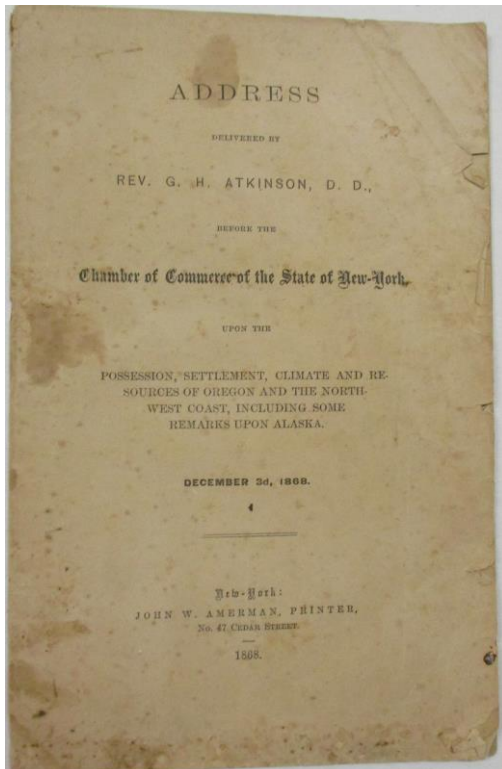 ADDRESS
DELIVERED BY
REV. G. H. ATKINSON, D. D.,
BEFORE THE
Chamber of Commerce of the State of New-York,
UPON THE
POSSESSION, SETTLEMENT, CLIMATE AND RE-
SOURCES OF OREGON AND THE NORTH-
WEST COAST, INCLUDING SOME
REMARKS UPON ALASKA.
DECEMBER 3d, 1868.
New-York:
JOHN W. AMERMAN, PRINTER,
No. 47 CEDAR STREET.
1868.